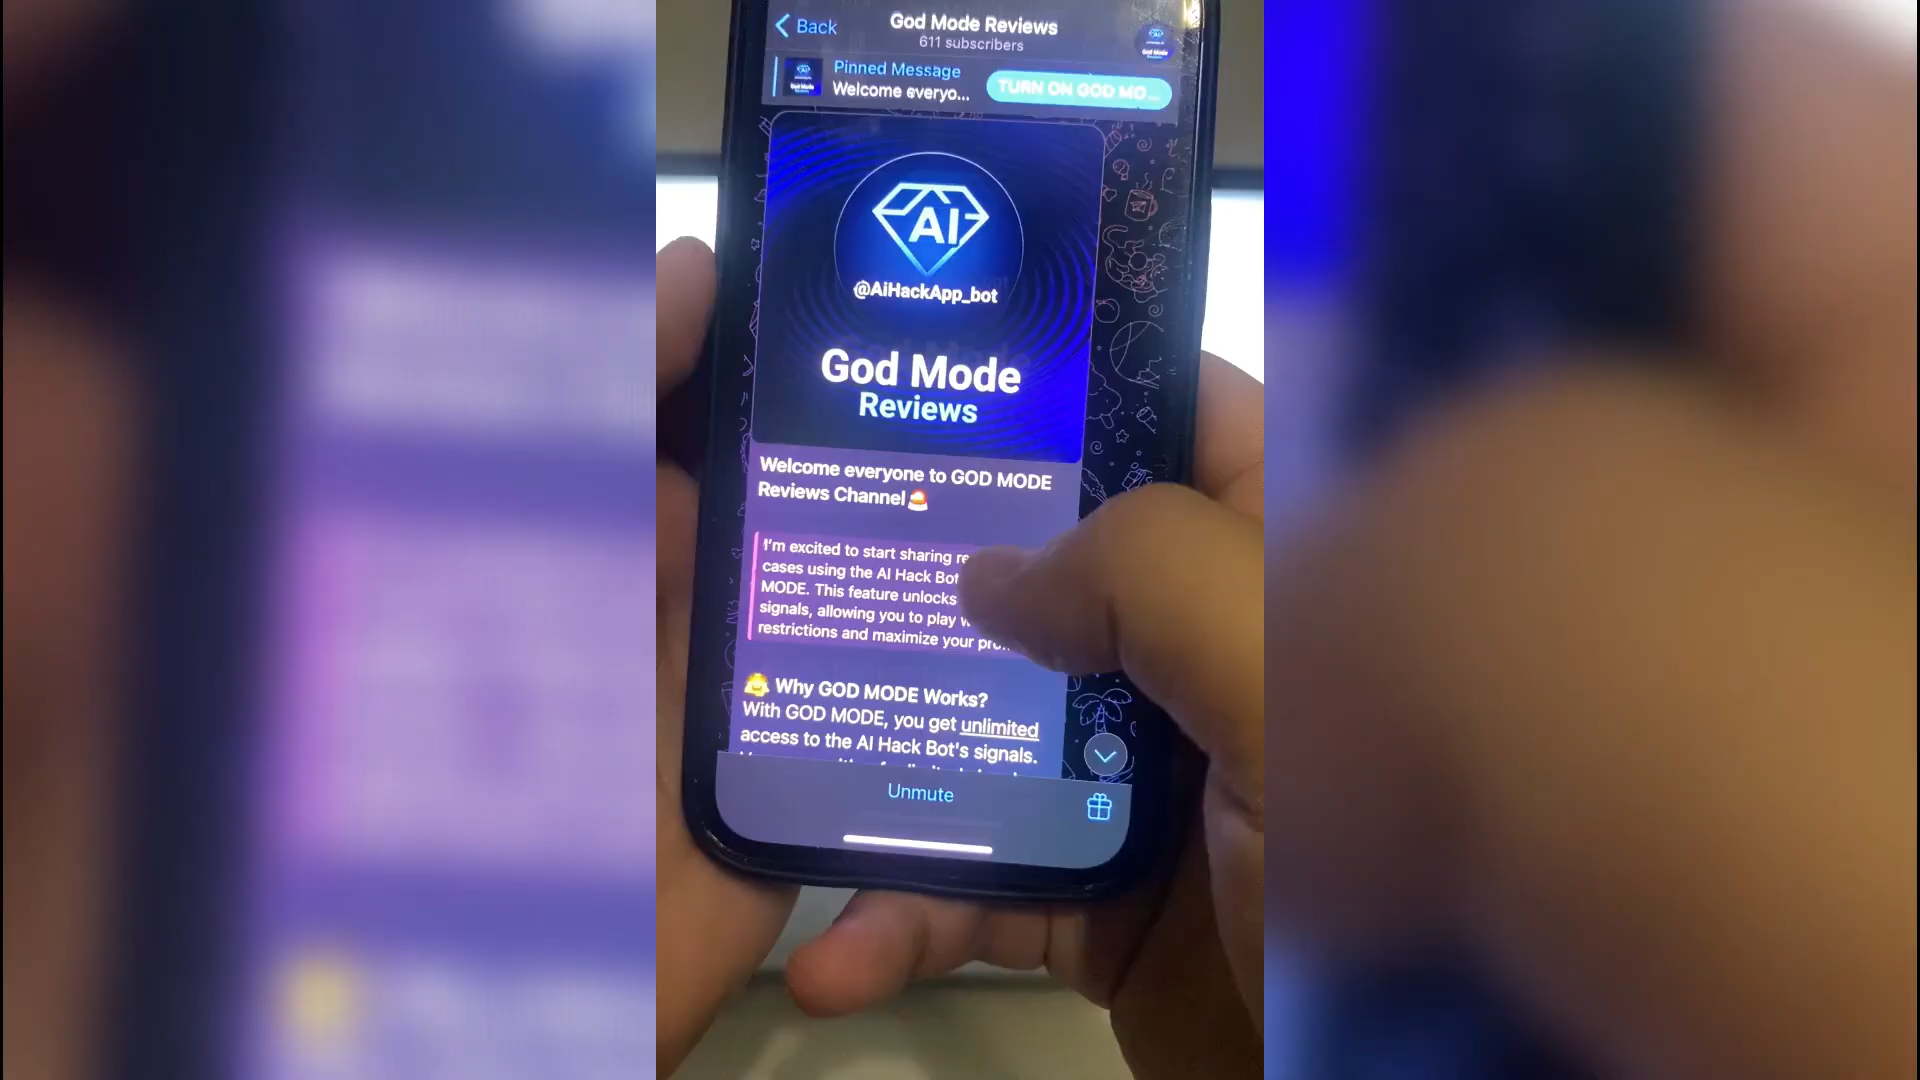 Back
God Mode Reviews
611 subscribers
AI
God Mode
Pinned Message
Welcome everyo...
TURN ON GOD MO...
AI
@AiHackApp_bot
God Mode
Reviews
Welcome everyone to GOD MODE
Reviews Channel
I'm excited to start sharing
cases using the AI Hack Bot
MODE. This feature unlocks
signals, allowing you to play
restrictions and maximize your
Why GOD MODE Works?
With GOD MODE, you get unlimited
access to the AI Hack Bot's signals.
Unmute